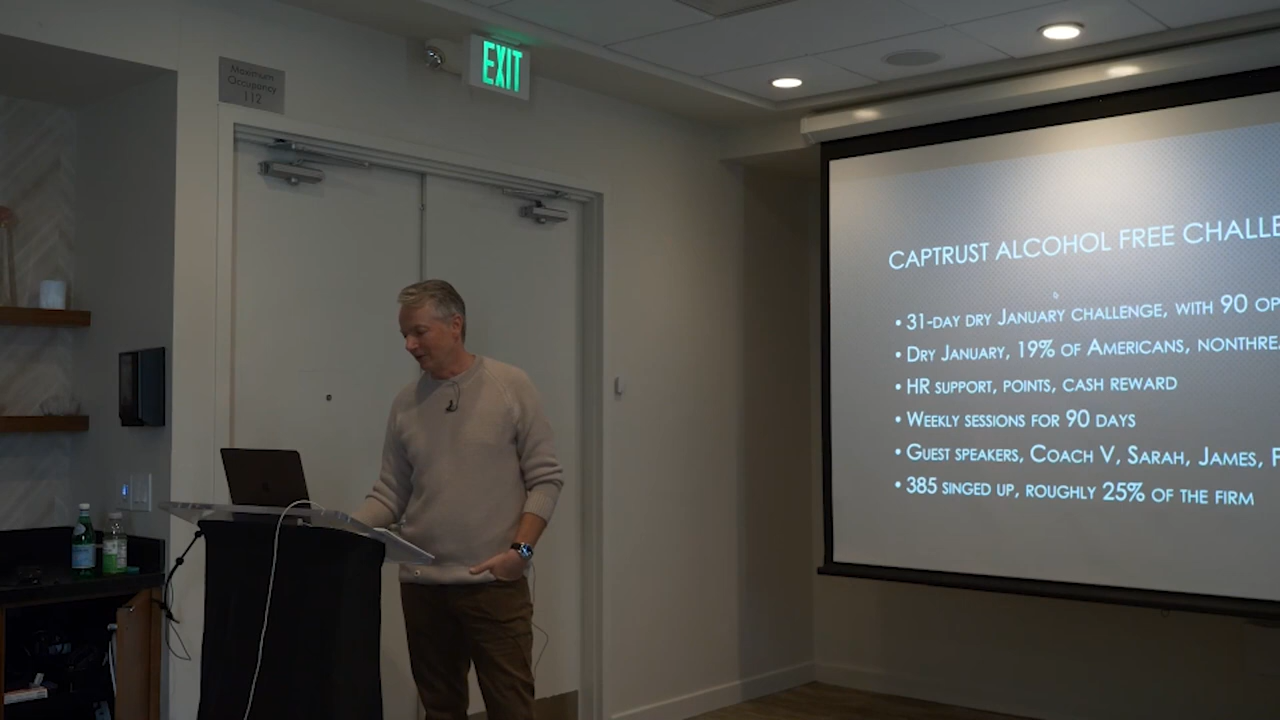 Maximum
Occupancy
112
EXIT
CAPTRUST ALCOHOL FREE CHALLE
• 31-DAY DRY JANUARY CHALLENGE, WITH 90 OP
• DRY JANUARY, 19% OF AMERICANS, NONTHRE
• HR SUPPORT, POINTS, CASH REWARD
• WEEKLY SESSIONS FOR 90 DAYS
• GUEST SPEAKERS, COACH V, SARAH, JAMES, F
• 385 SINGED UP, ROUGHLY 25% OF THE FIRM